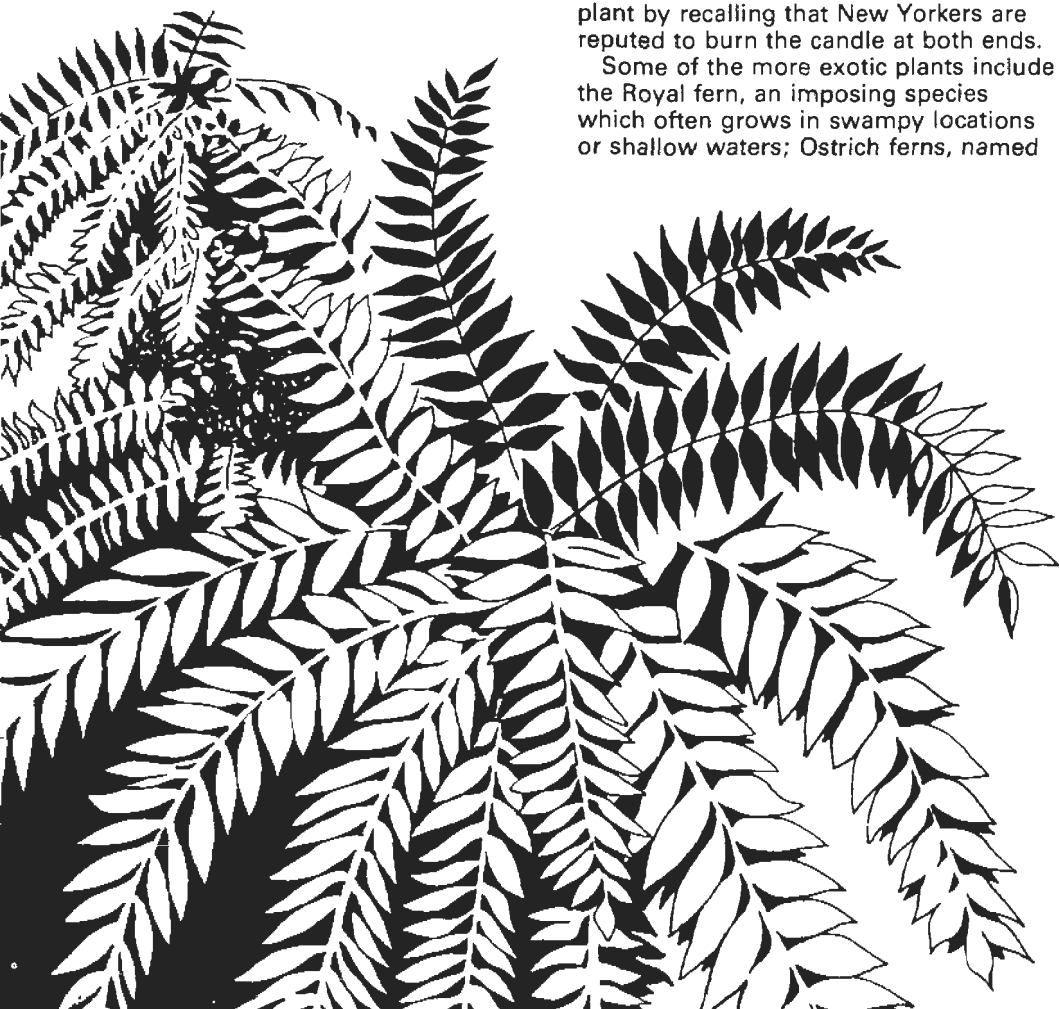 plant by recalling that New Yorkers are
reputed to burn the candle at both ends.
Some of the more exotic plants include
the Royal fern, an imposing species
which often grows in swampy locations
or shallow waters; Ostrich ferns, named